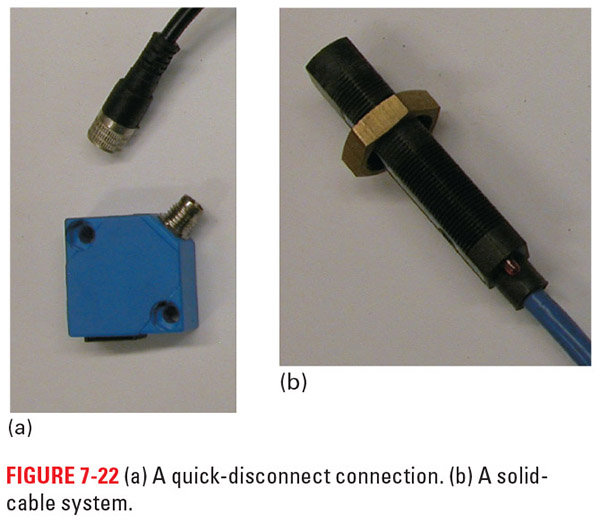 (a)
(b)
FIGURE 7-22 (a) A quick-disconnect connection. (b) A solid-
cable system.